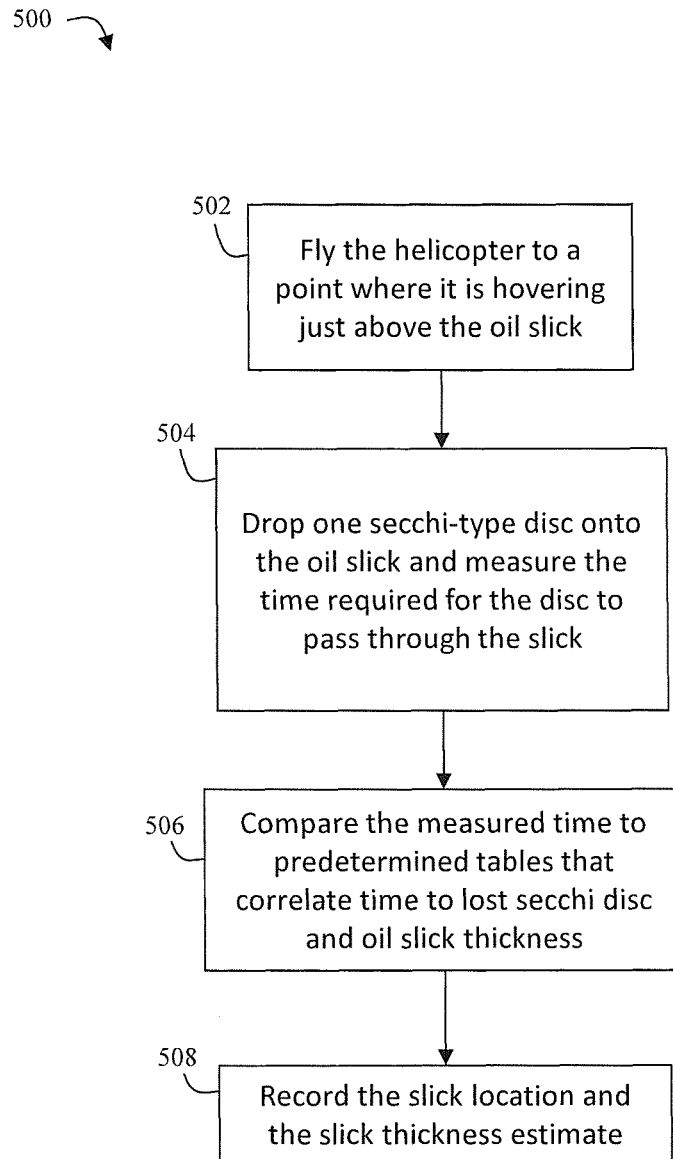 500
502
Fly the helicopter to a
point where it is hovering
just above the oil slick
504
Drop one secchi-type disc onto
the oil slick and measure the
time required for the disc to
pass through the slick
506
Compare the measured time to
predetermined tables that
correlate time to lost secchi disc
and oil slick thickness
508
Record the slick location and
the slick thickness estimate